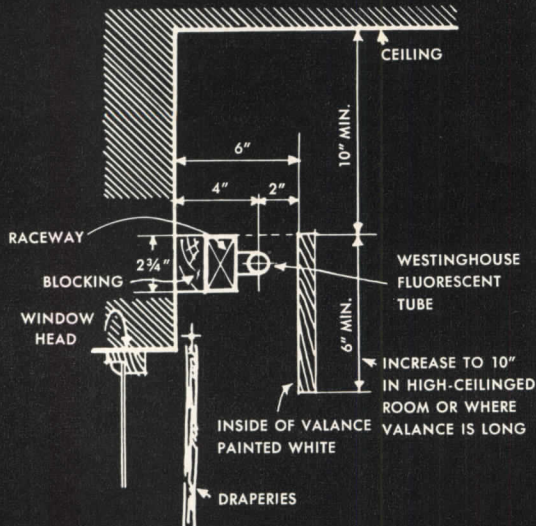 CEILING
10" MIN.
6"
4"
2"
RACEWAY
2¾"
BLOCKING
WINDOW
HEAD
WESTINGHOUSE
FLUORESCENT
TUBE
6" MIN.
INCREASE TO 10"
IN HIGH-CEILINGED
ROOM OR WHERE
VALANCE IS LONG
INSIDE OF VALANCE
PAINTED WHITE
DRAPERIES